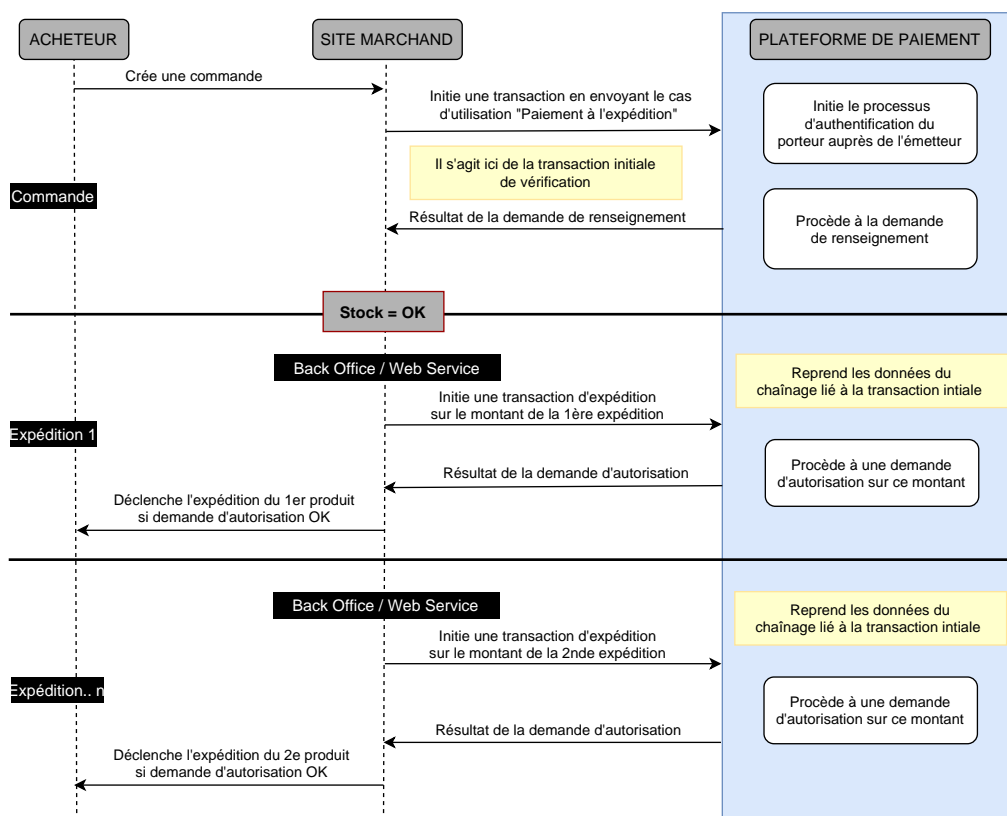 ACHETEUR
SITE MARCHAND
PLATEFORME DE PAIEMENT
Crée une commande
Initie une transaction en envoyant le cas
d'utilisation "Paiement à l'expédition"
Initie le processus
d'authentification du
porteur auprès de l'émetteur
Il s'agit ici de la transaction initiale
de vérification
Commande
Résultat de la demande de renseignement
Procède à la demande
de renseignement
Stock = OK
Back Office / Web Service
Reprend les données du
chaînage lié à la transaction intiale
Initie une transaction d'expédition
sur le montant de la 1ère expédition
Expédition 1
Résultat de la demande d'autorisation
Procède à une demande
d'autorisation sur ce montant
Déclenche l'expédition du 1er produit
si demande d'autorisation OK
Back Office / Web Service
Reprend les données du
chaînage lié à la transaction intiale
Initie une transaction d'expédition
sur le montant de la 2nde expédition
Expédition.. n
Procède à une demande
d'autorisation sur ce montant
Résultat de la demande d'autorisation
Déclenche l'expédition du 2e produit
si demande d'autorisation OK